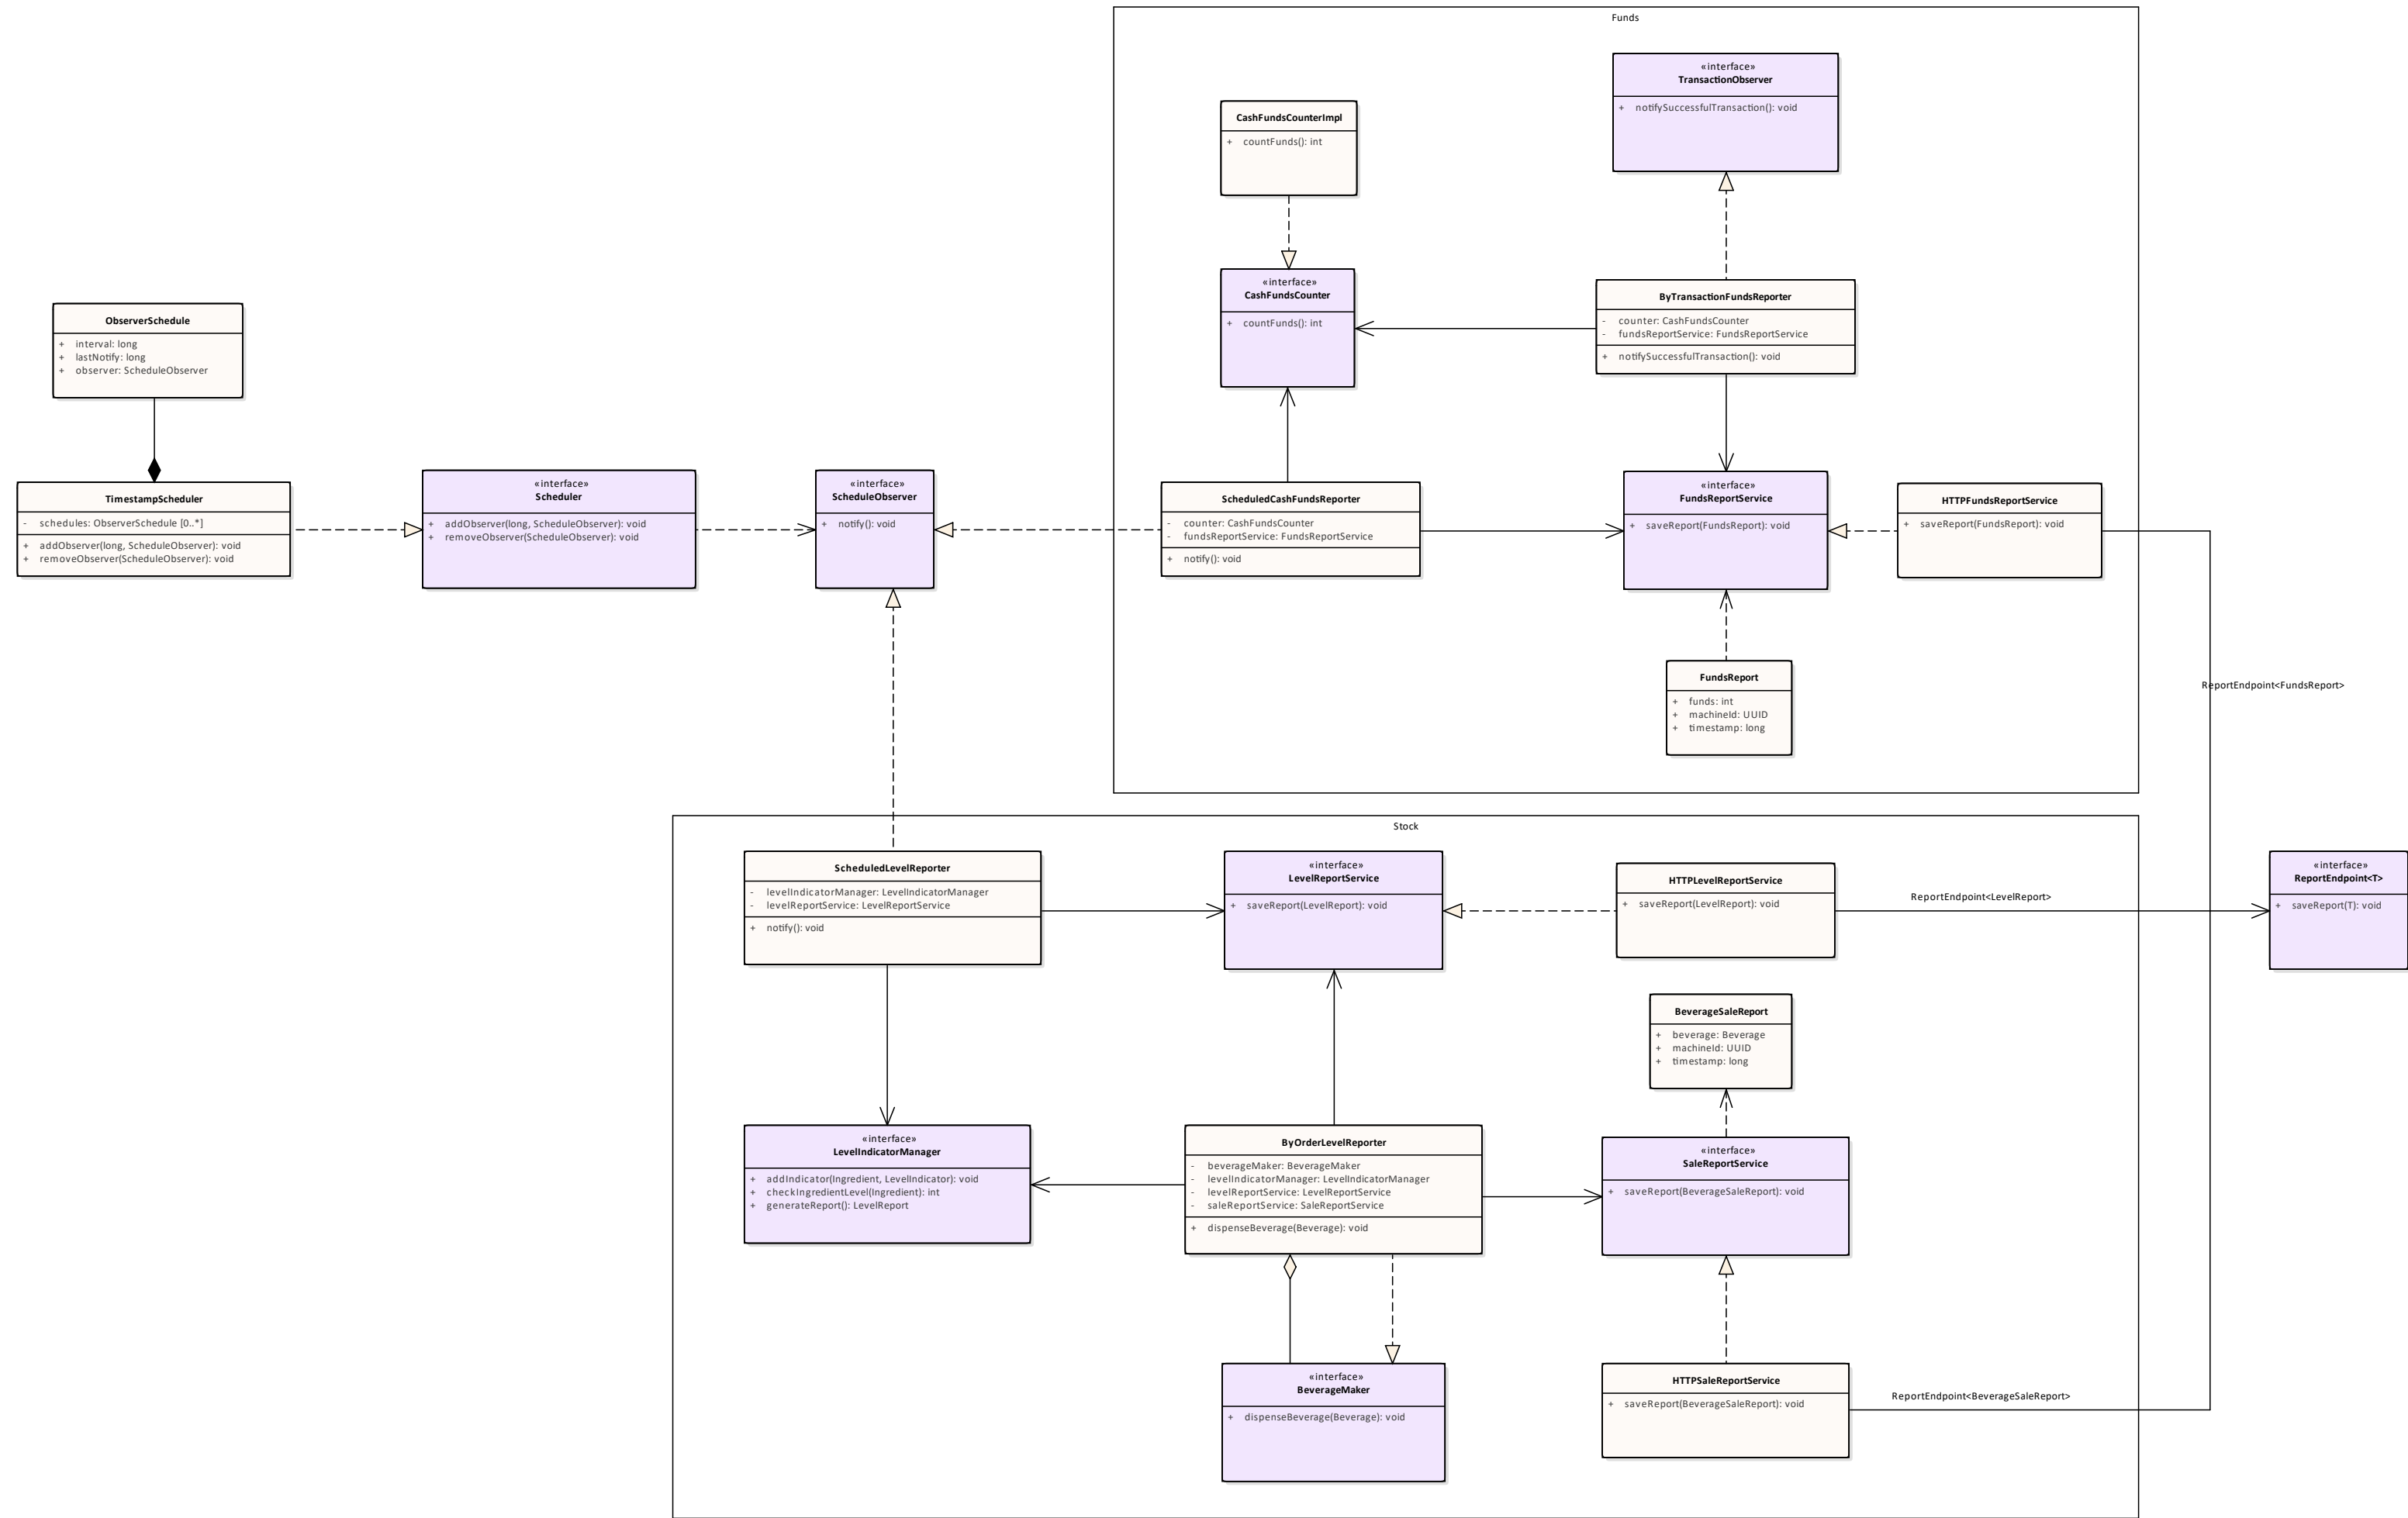 Funds
«interface»
TransactionObserver
+ notifySuccessfulTransaction(): void
CashFundsCounterImpl
+ countFunds(): int
«interface»
CashFundsCounter
+ countFunds(): int
ByTransactionFundsReporter
- counter: CashFundsCounter
- fundsReportService: FundsReportService
+ notifySuccessfulTransaction(): void
ObserverSchedule
+ interval: long
+ lastNotify: long
+ observer: ScheduleObserver
TimestampScheduler
- schedules: ObserverSchedule [0..*]
+ addObserver(long, ScheduleObserver): void
+ removeObserver(ScheduleObserver): void
«interface»
Scheduler
+ addObserver(long, ScheduleObserver): void
+ removeObserver(ScheduleObserver): void
«interface»
ScheduleObserver
+ notify(): void
ScheduledCashFundsReporter
- counter: CashFundsCounter
- fundsReportService: FundsReportService
+ notify(): void
«interface»
FundsReportService
+ saveReport(FundsReport): void
HTTPFundsReportService
+ saveReport(FundsReport): void
FundsReport
+ funds: int
+ machineId: UUID
+ timestamp: long
ReportEndpoint<FundsReport>
Stock
ScheduledLevelReporter
- levelIndicatorManager: LevelIndicatorManager
- levelReportService: LevelReportService
+ notify(): void
«interface»
LevelReportService
+ saveReport(LevelReport): void
HTTPLevelReportService
+ saveReport(LevelReport): void
ReportEndpoint<LevelReport>
«interface»
ReportEndpoint<T>
+ saveReport(T): void
BeverageSaleReport
+ beverage: Beverage
+ machineId: UUID
+ timestamp: long
«interface»
LevelIndicatorManager
+ addIndicator(Ingredient, LevelIndicator): void
+ checkIngredientLevel(Ingredient): int
+ generateReport(): LevelReport
ByOrderLevelReporter
- beverageMaker: BeverageMaker
- levelIndicatorManager: LevelIndicatorManager
- levelReportService: LevelReportService
- saleReportService: SaleReportService
+ dispenseBeverage(Beverage): void
«interface»
SaleReportService
+ saveReport(BeverageSaleReport): void
«interface»
BeverageMaker
+ dispenseBeverage(Beverage): void
HTTPSaleReportService
+ saveReport(BeverageSaleReport): void
ReportEndpoint<BeverageSaleReport>